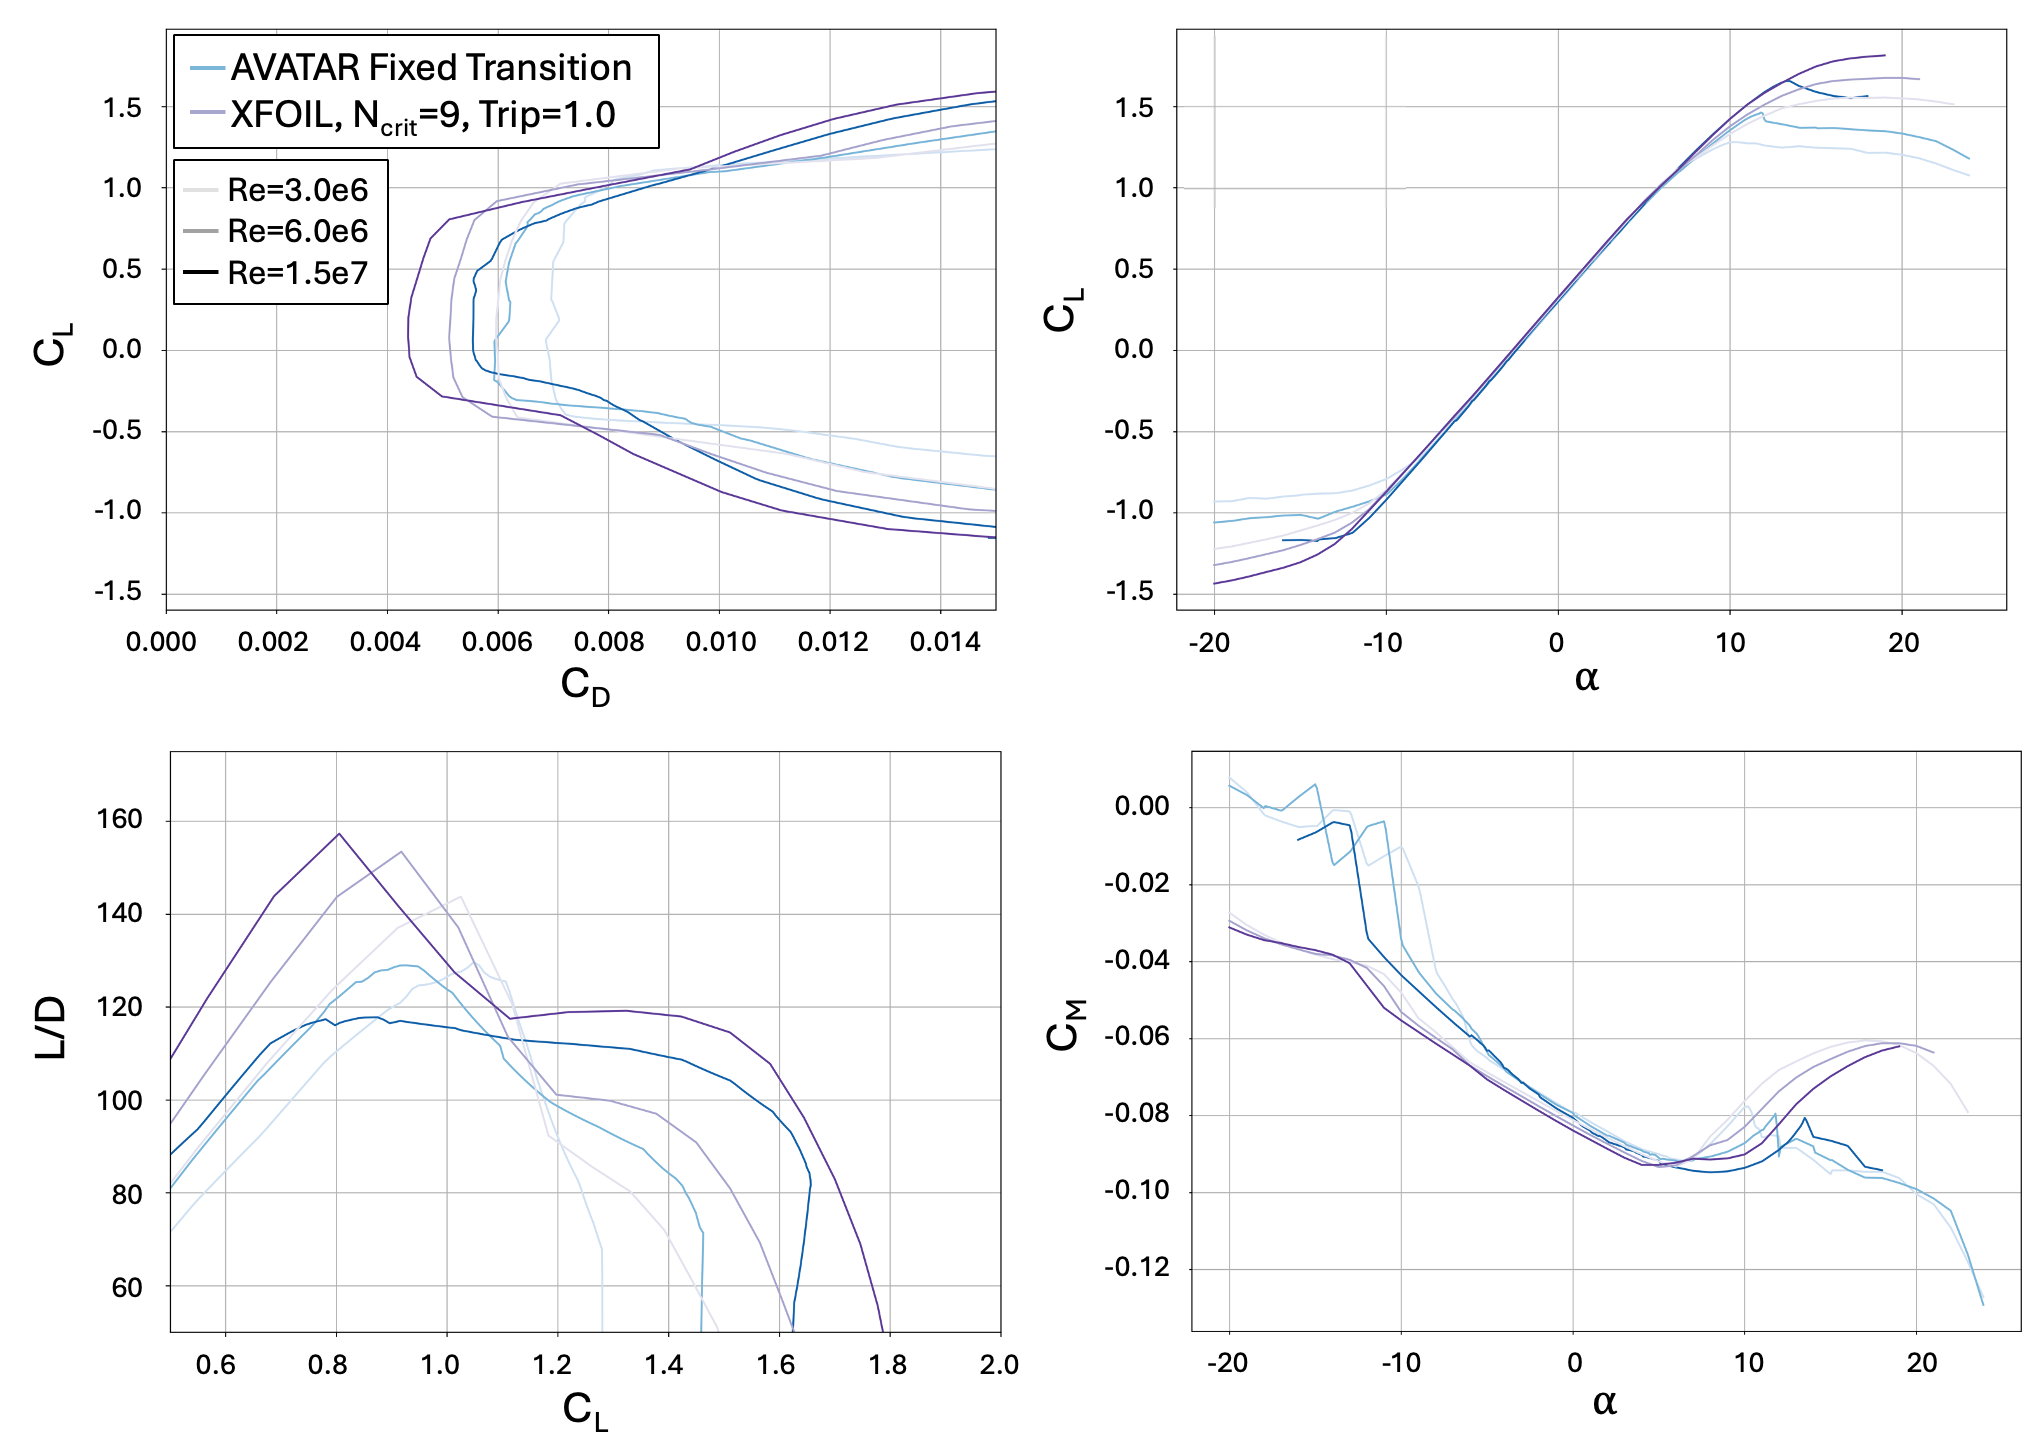 AVATAR Fixed Transition
XFOIL, Ncrit=9, Trip=1.0
Re=3.0e6
Re=6.0e6
Re=1.5e7
1.5
1.0
0.5
0.0
-0.5
-1.0
-1.5
CL
0.000 0.002 0.004 0.006 0.008 0.010 0.012 0.014
CD
1.5
1.0
0.5
0.0
-0.5
-1.0
-1.5
CL
-20 -10 0 10 20
α
160
140
120
100
80
60
L/D
0.6 0.8 1.0 1.2 1.4 1.6 1.8 2.0
CL
0.00
-0.02
-0.04
-0.06
-0.08
-0.10
-0.12
CM
-20 -10 0 10 20
α